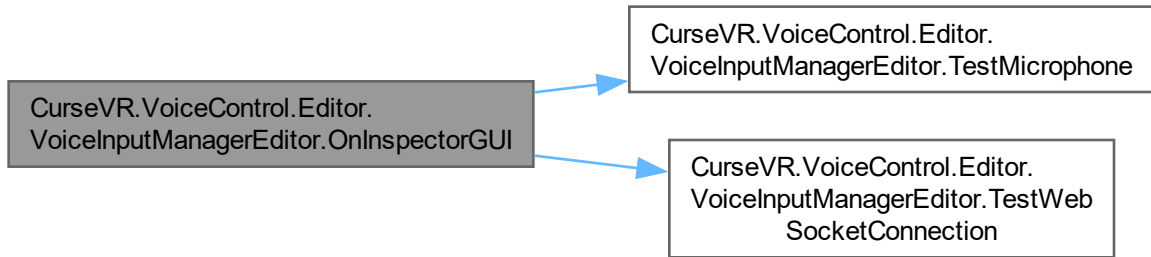 CurseVR.VoiceControl.Editor.
VoiceInputManagerEditor.OnInspectorGUI
CurseVR.VoiceControl.Editor.
VoiceInputManagerEditor.TestMicrophone
CurseVR.VoiceControl.Editor.
VoiceInputManagerEditor.TestWeb
SocketConnection